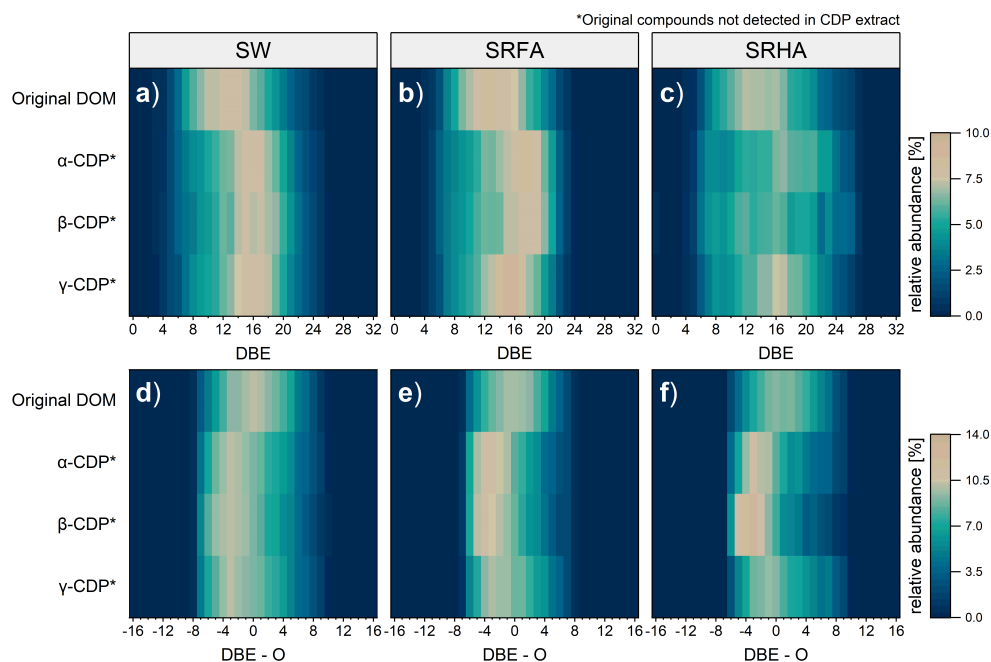 *Original compounds not detected in CDP extract
SW SRFA SRHA
a) b) c)
Original DOM
α-CDP*
β-CDP*
γ-CDP*
0 4 8 12 16 20 24 28 32 0 4 8 12 16 20 24 28 32 0 4 8 12 16 20 24 28 32
DBE DBE DBE
relative abundance [%]
10.0
7.5
5.0
2.5
0.0
d) e) f)
Original DOM
α-CDP*
β-CDP*
γ-CDP*
-16 -12 -8 -4 0 4 8 12 16 -16 -12 -8 -4 0 4 8 12 16 -16 -12 -8 -4 0 4 8 12 16
DBE - O DBE - O DBE - O
relative abundance [%]
14.0
10.5
7.0
3.5
0.0